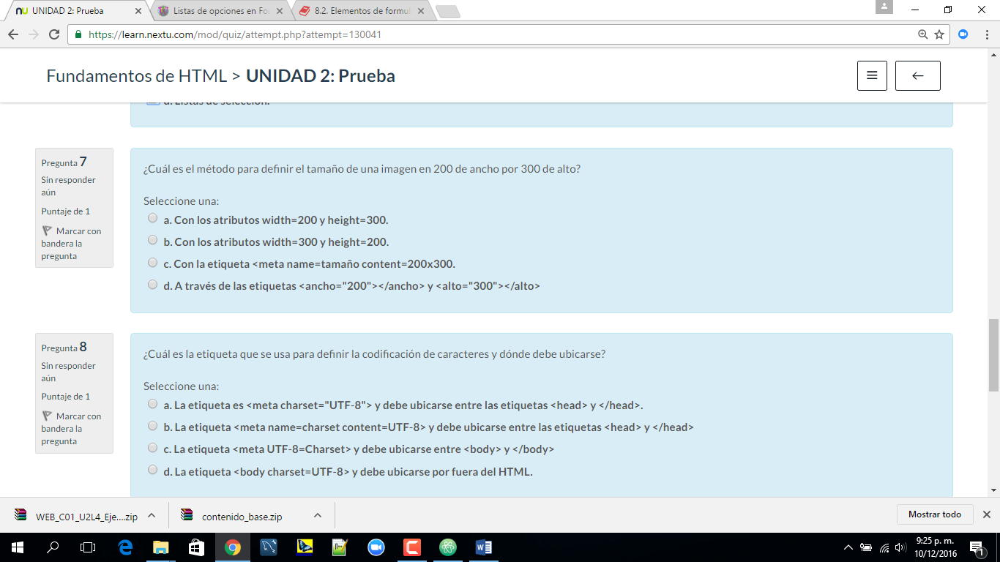 UNIDAD 2: Prueba
Listas de opciones en Fo
8.2. Elementos de formul
https://learn.nextu.com/mod/quiz/attempt.php?attempt=130041
Fundamentos de HTML > UNIDAD 2: Prueba
d. Listas de selección.
Pregunta 7
Sin responder
aún
Puntaje de 1
Marcar con
bandera la
pregunta
¿Cuál es el método para definir el tamaño de una imagen en 200 de ancho por 300 de alto?
Seleccione una:
a. Con los atributos width=200 y height=300.
b. Con los atributos width=300 y height=200.
c. Con la etiqueta <meta name=tamaño content=200x300.
d. A través de las etiquetas <ancho="200"></ancho> y <alto="300"></alto>
Pregunta 8
Sin responder
aún
Puntaje de 1
Marcar con
bandera la
pregunta
¿Cuál es la etiqueta que se usa para definir la codificación de caracteres y dónde debe ubicarse?
Seleccione una:
a. La etiqueta es <meta charset="UTF-8"> y debe ubicarse entre las etiquetas <head> y </head>.
b. La etiqueta <meta name=charset content=UTF-8> y debe ubicarse entre las etiquetas <head> y </head>
c. La etiqueta <meta UTF-8=Charset> y debe ubicarse entre <body> y </body>
d. La etiqueta <body charset=UTF-8> y debe ubicarse por fuera del HTML.
WEB_C01_U2L4_Eje....zip
contenido_base.zip
Mostrar todo
9:25 p. m.
10/12/2016
1